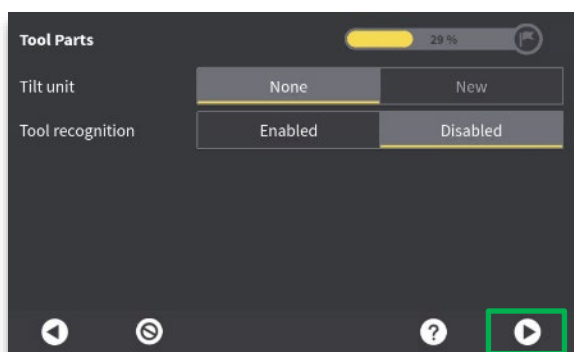 Tool Parts 29 %
Tilt unit None New
Tool recognition Enabled Disabled
?